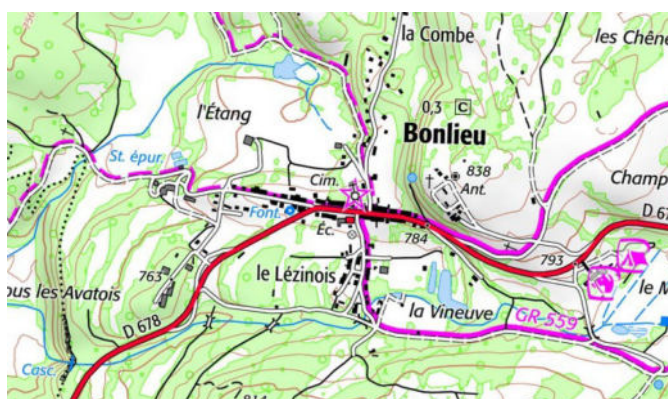 la Combe
les Chên
0,3 C
l'Étang
Bonlieu
St. épur.
Cim.
838
Ant.
Champ
D 67
Font.
Éc.
784
793
763
le Lézinois
ous les Avatois
la Vineuve
le M
D 678
GR 559
Casc.
814